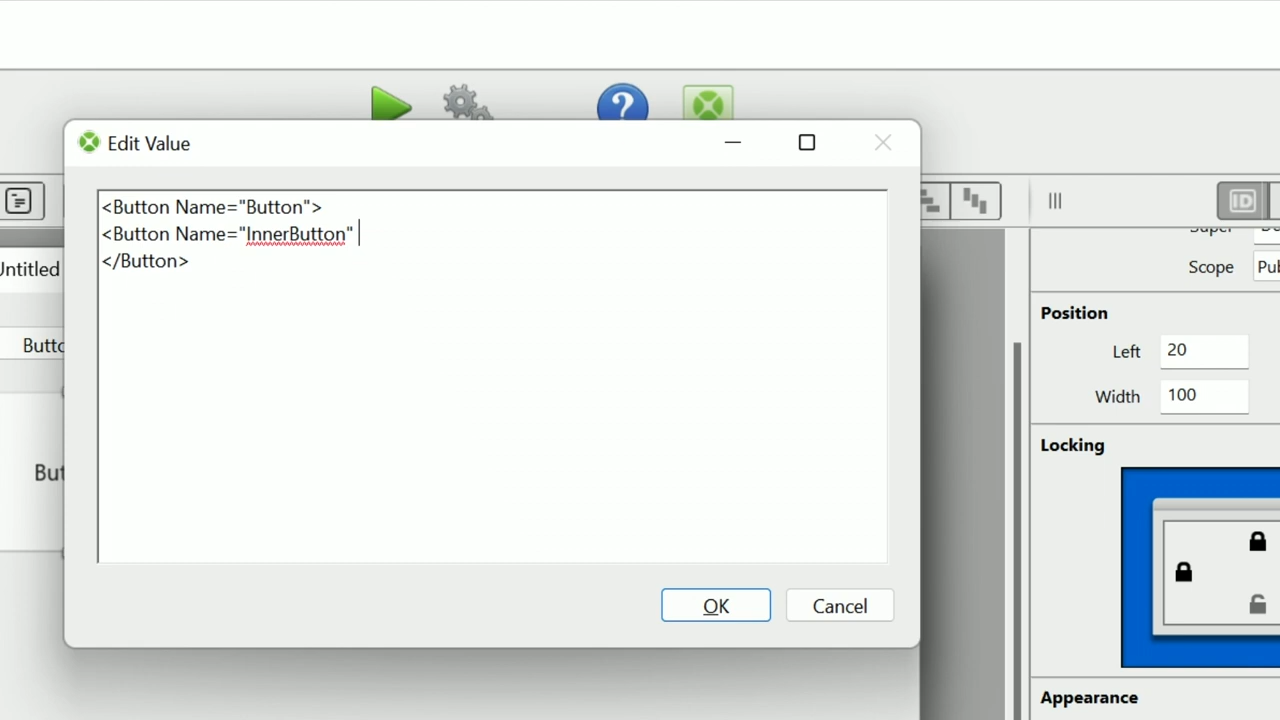 Edit Value
<Button Name="Button">
<Button Name="InnerButton"
</Button>
OK
Cancel
Untitled
ID
Scope
Position
Left 20
Width 100
Locking
Appearance